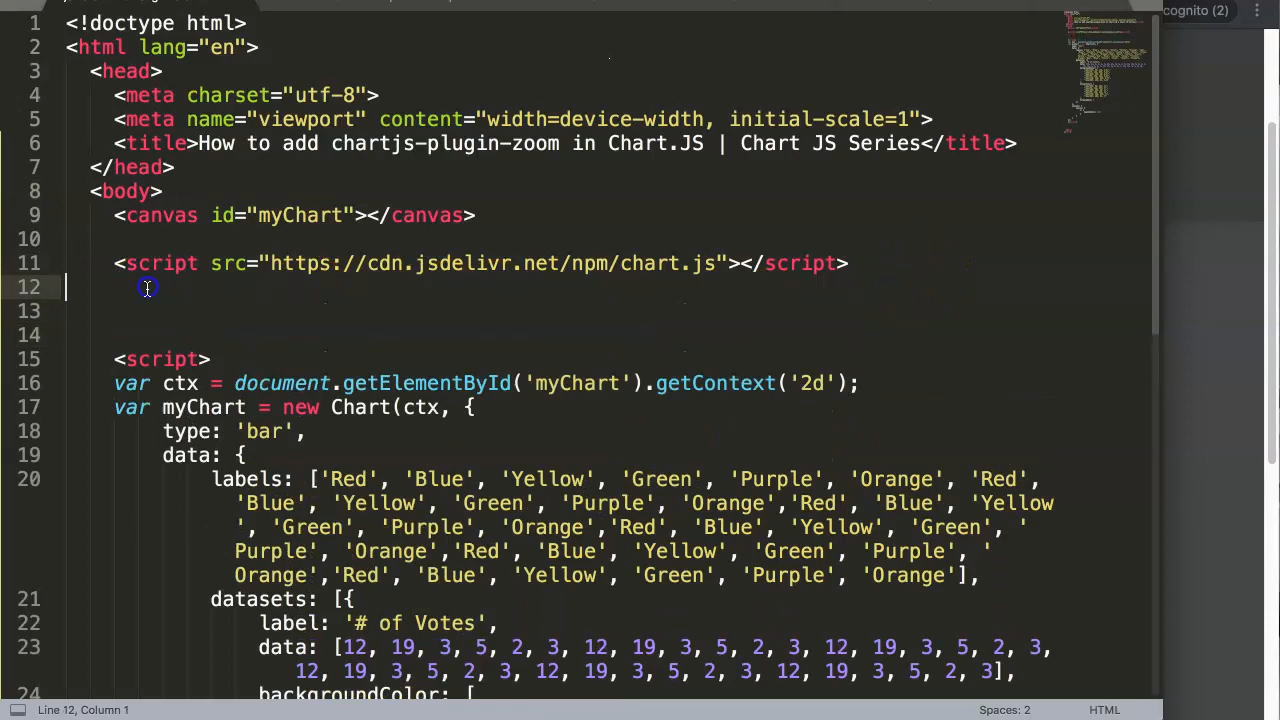 cognito (2)
1 <!doctype html>
2 <html lang="en">
3 <head>
4 <meta charset="utf-8">
5 <meta name="viewport" content="width=device-width, initial-scale=1">
6 <title>How to add chartjs-plugin-zoom in Chart.JS | Chart JS Series</title>
7 </head>
8 <body>
9 <canvas id="myChart"></canvas>
10
11 <script src="https://cdn.jsdelivr.net/npm/chart.js"></script>
12
13
14
15 <script>
16 var ctx = document.getElementById('myChart').getContext('2d');
17 var myChart = new Chart(ctx, {
18 type: 'bar',
19 data: {
20 labels: ['Red', 'Blue', 'Yellow', 'Green', 'Purple', 'Orange', 'Red',
'Blue', 'Yellow', 'Green', 'Purple', 'Orange','Red', 'Blue', 'Yellow
', 'Green', 'Purple', 'Orange','Red', 'Blue', 'Yellow', 'Green', '
Purple', 'Orange','Red', 'Blue', 'Yellow', 'Green', 'Purple', '
Orange','Red', 'Blue', 'Yellow', 'Green', 'Purple', 'Orange'],
21 datasets: [{
22 label: '# of Votes',
23 data: [12, 19, 3, 5, 2, 3, 12, 19, 3, 5, 2, 3, 12, 19, 3, 5, 2, 3,
12, 19, 3, 5, 2, 3, 12, 19, 3, 5, 2, 3, 12, 19, 3, 5, 2, 3],
24 backgroundColor: [
Line 12, Column 1
Spaces: 2
HTML